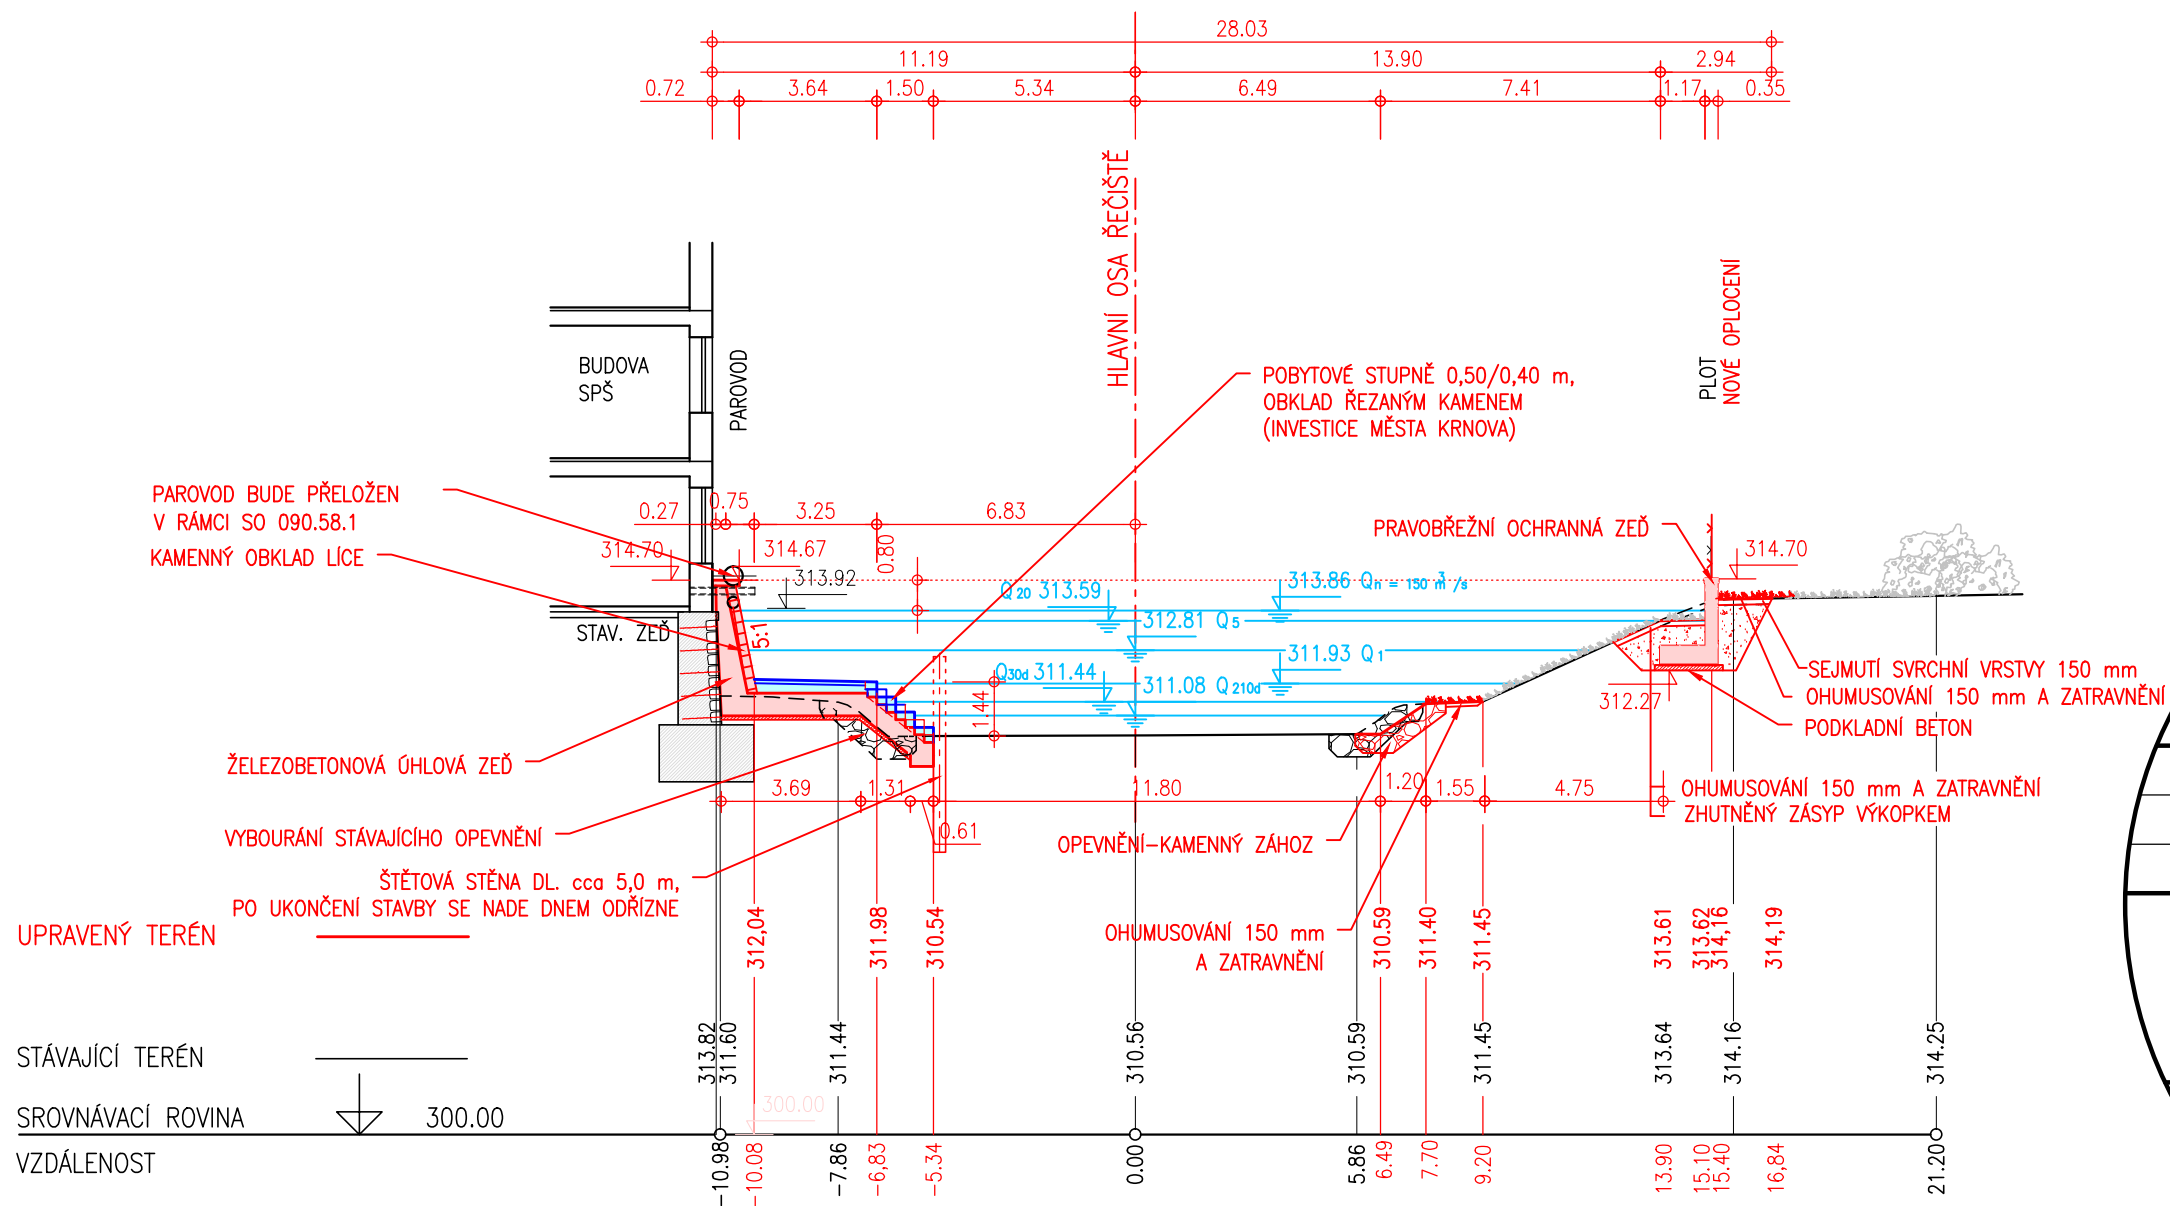 28.03
11.19
13.90
2.94
0.72
3.64
1.50
5.34
6.49
7.41
1.17
0.35
HLAVNÍ OSA ŘEČIŠTĚ
BUDOVA
SPŠ
PAROVOD
PLOT
NOVÉ OPLOCENÍ
POBYTOVÉ STUPNĚ 0,50/0,40 m,
OBKLAD ŘEZANÝM KAMENEM
(INVESTICE MĚSTA KRNOVA)
PAROVOD BUDE PŘELOŽEN
V RÁMCI SO 090.58.1
KAMENNÝ OBKLAD LÍCE
0.27
0.75
3.25
6.83
0.80
314.70
314.67
313.92
PRAVOBŘEŽNÍ OCHRANNÁ ZEĎ
314.70
Q20 313.59
313.86 Qn = 150 m³/s
312.81 Q5
311.93 Q1
Q30d 311.44
311.08 Q210d
STAV. ZEĎ
5:1
1.44
SEJMUTÍ SVRCHNÍ VRSTVY 150 mm
OHUMUSOVÁNÍ 150 mm A ZATRAVNĚNÍ
312.27
PODKLADNÍ BETON
ŽELEZOBETONOVÁ ÚHLOVÁ ZEĎ
3.69
1.31
11.80
1.20
1.55
4.75
0.61
OHUMUSOVÁNÍ 150 mm A ZATRAVNĚNÍ
ZHUTNĚNÝ ZÁSYP VÝKOPKEM
VYBOURÁNÍ STÁVAJÍCÍHO OPEVNĚNÍ
OPEVNĚNÍ-KAMENNÝ ZÁHOZ
ŠTĚTOVÁ STĚNA DL. cca 5,0 m,
PO UKONČENÍ STAVBY SE NADE DNEM ODŘÍZNE
OHUMUSOVÁNÍ 150 mm
A ZATRAVNĚNÍ
UPRAVENÝ TERÉN
312,04
311.98
310.54
310.59
311.40
311.45
313.61
313.62
314,16
314,19
STÁVAJÍCÍ TERÉN
313.82
311.60
311.44
310.56
310.59
311.45
313.64
314.16
314.25
SROVNÁVACÍ ROVINA 300.00
300.00
VZDÁLENOST
-10.98
-10.08
-7.86
-6,83
-5.34
0.00
5.86
6.49
7.70
9.20
13.90
15.10
15.40
16,84
21.20